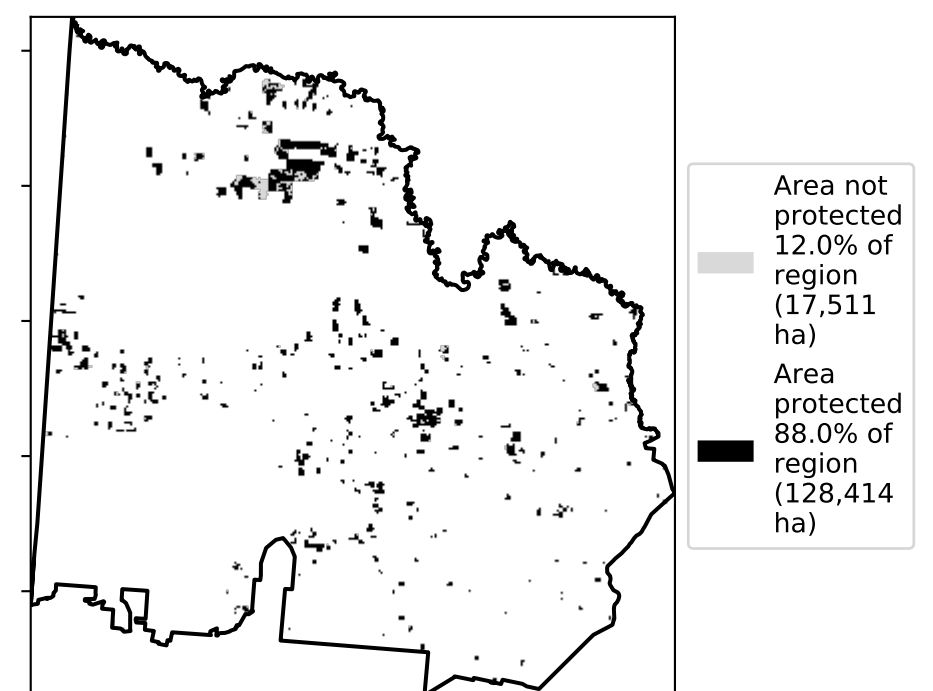 Area not
protected
12.0% of
region
(17,511
ha)
Area
protected
88.0% of
region
(128,414
ha)